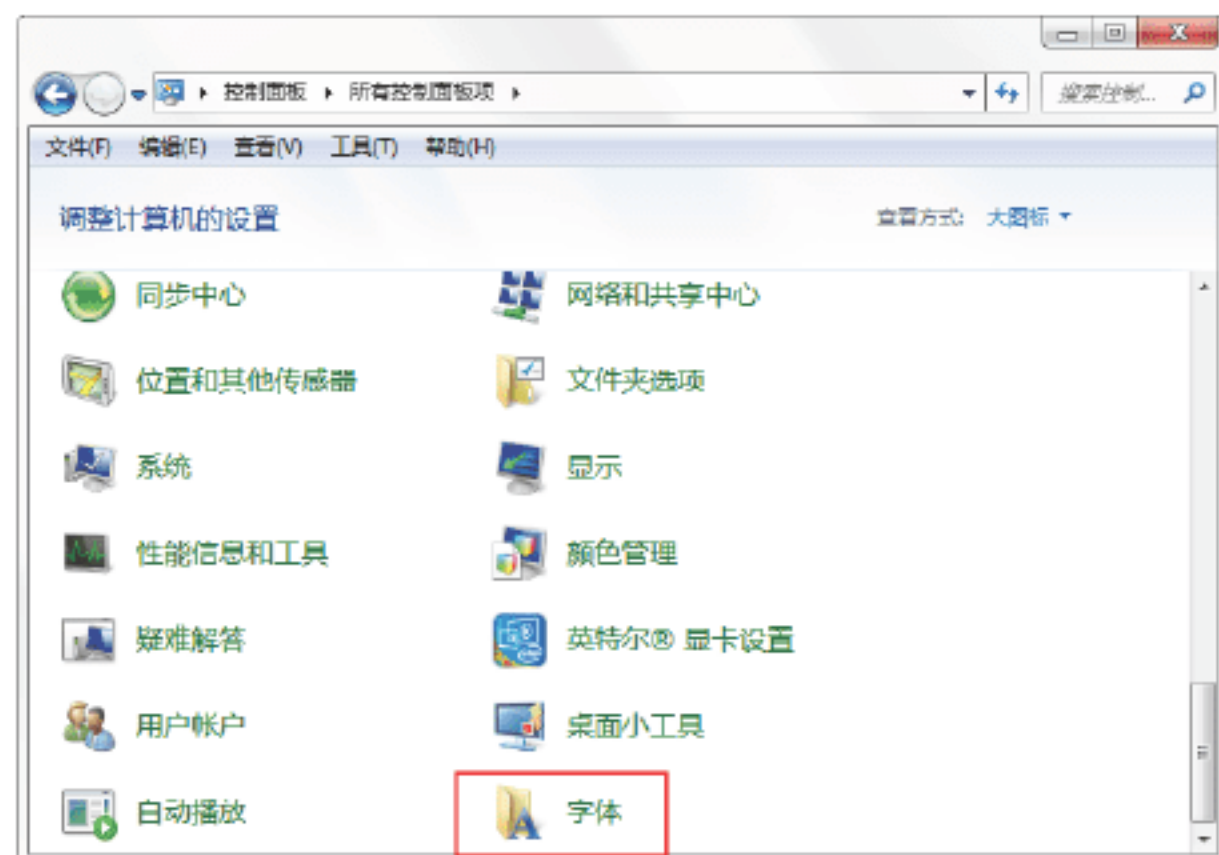 控制面板 所有控制面板项
搜索控制...
文件(F) 编辑(E) 查看(V) 工具(T) 帮助(H)
调整计算机的设置
查看方式: 大图标
同步中心 网络和共享中心
位置和其他传感器 文件夹选项
系统 显示
性能信息和工具 颜色管理
疑难解答 英特尔® 显卡设置
用户帐户 桌面小工具
自动播放 字体